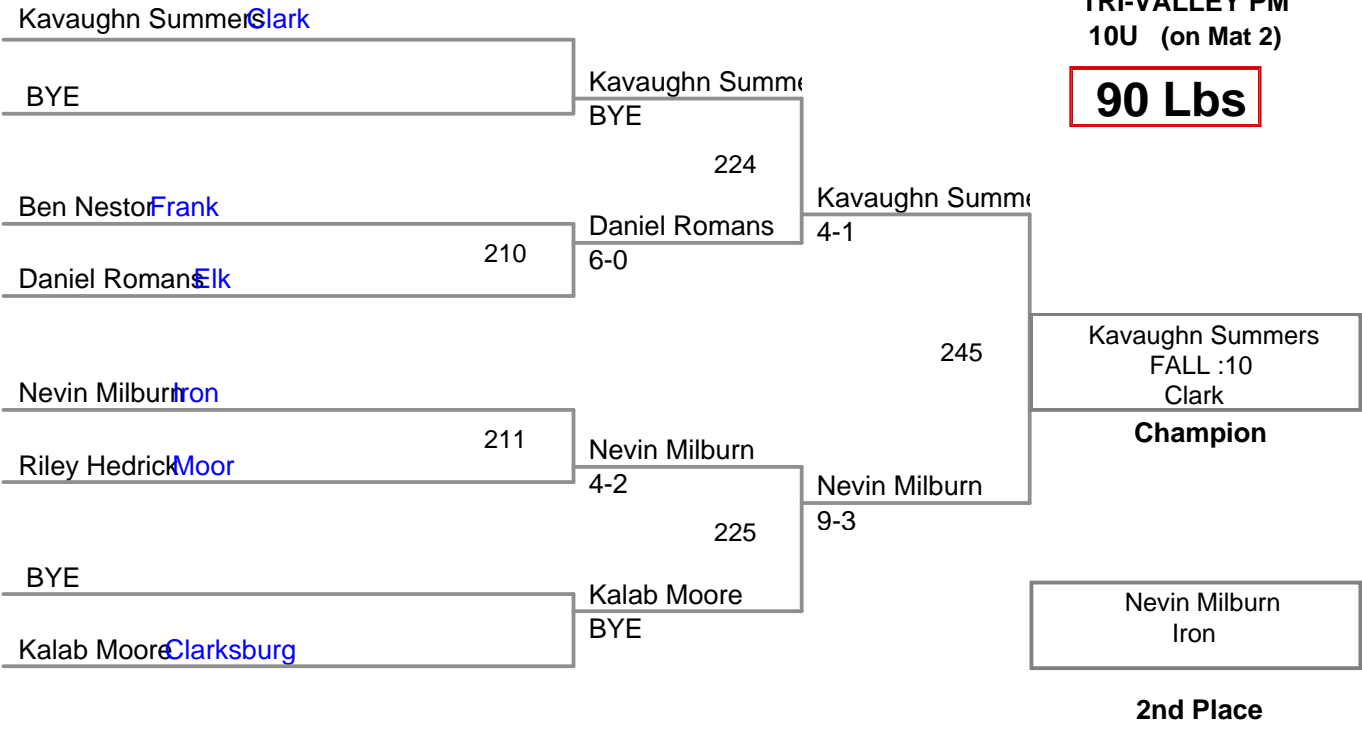 TRI-VALLEY PM
10U (on Mat 2)
90 Lbs
Kavaughn Summers Clark
BYE
Kavaughn Summe
BYE
224
Ben Nestor Frank
Daniel Romans Elk
210
Daniel Romans
6-0
Kavaughn Summe
4-1
245
Nevin Milburn Iron
Riley Hedrick Moor
211
Nevin Milburn
4-2
225
Nevin Milburn
9-3
BYE
Kalab Moore Clarksburg
Kalab Moore
BYE
Kavaughn Summers
FALL :10
Clark
Champion
Nevin Milburn
Iron
2nd Place